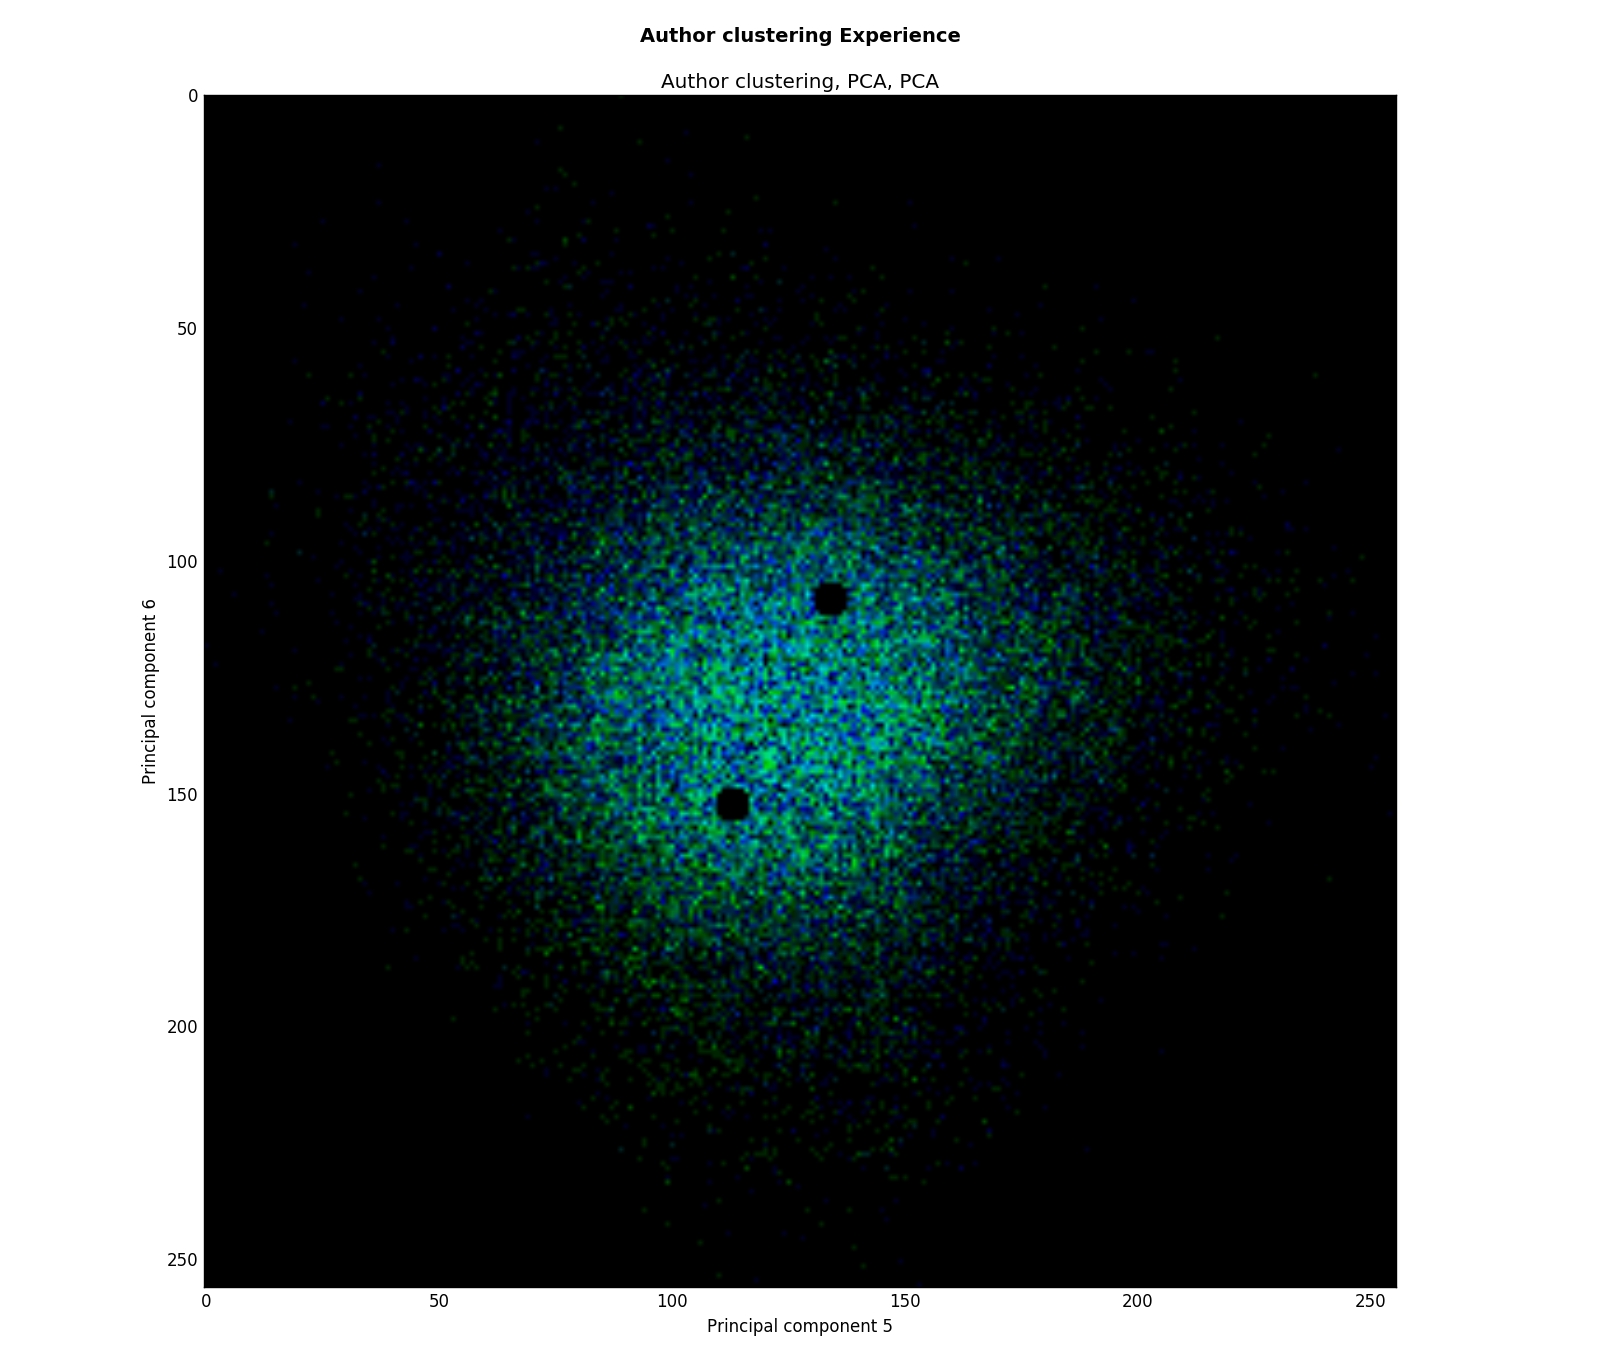 Author clustering Experience
Author clustering, PCA, PCA
0
50
100
150
200
250
Principal component 6
0 50 100 150 200 250
Principal component 5